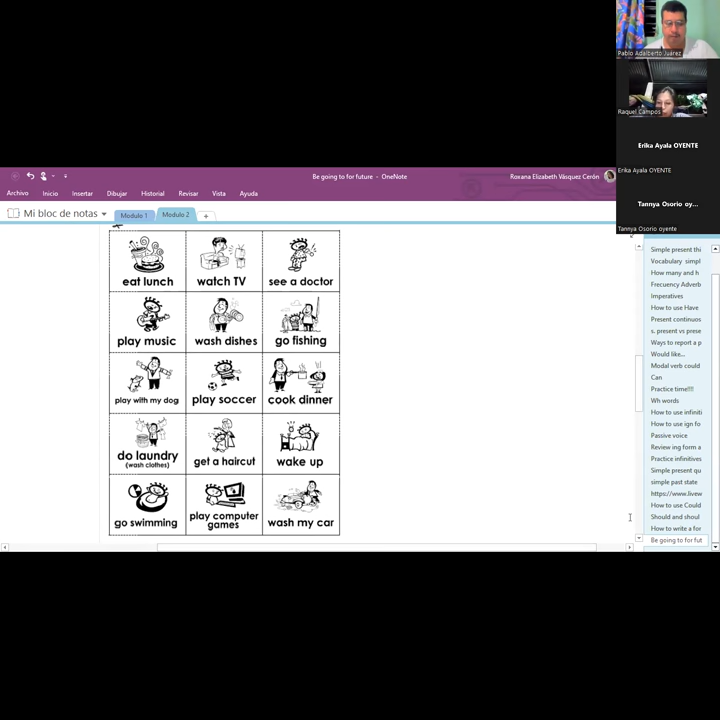 Pablo Adalberto Juárez
Raquel Campos
Erika Ayala OYENTE
Erika Ayala OYENTE
Tannya Osorio oy...
Tannya Osorio oyente
Be going to for future - OneNote
Roxana Elizabeth Vásquez Cerón
Archivo Inicio Insertar Dibujar Historial Revisar Vista Ayuda
Mi bloc de notas Modulo 1 Modulo 2 +
eat lunch watch TV see a doctor
play music wash dishes go fishing
play with my dog play soccer cook dinner
do laundry
(wash clothes)
get a haircut wake up
go swimming play computer games wash my car
Simple present thi
Vocabulary simpl
How many and h
Frecuency Adverb
Imperatives
How to use Have
Present continuos
s. present vs prese
Ways to report a p
Would like...
Modal verb could
Can
Practice time!!!!
Wh words
How to use infiniti
How to use ign fo
Passive voice
Review ing form a
Practice infinitives
Simple present qu
simple past state
https://www.livew
How to use Could
Should and shoul
How to write a for
Be going to for fut